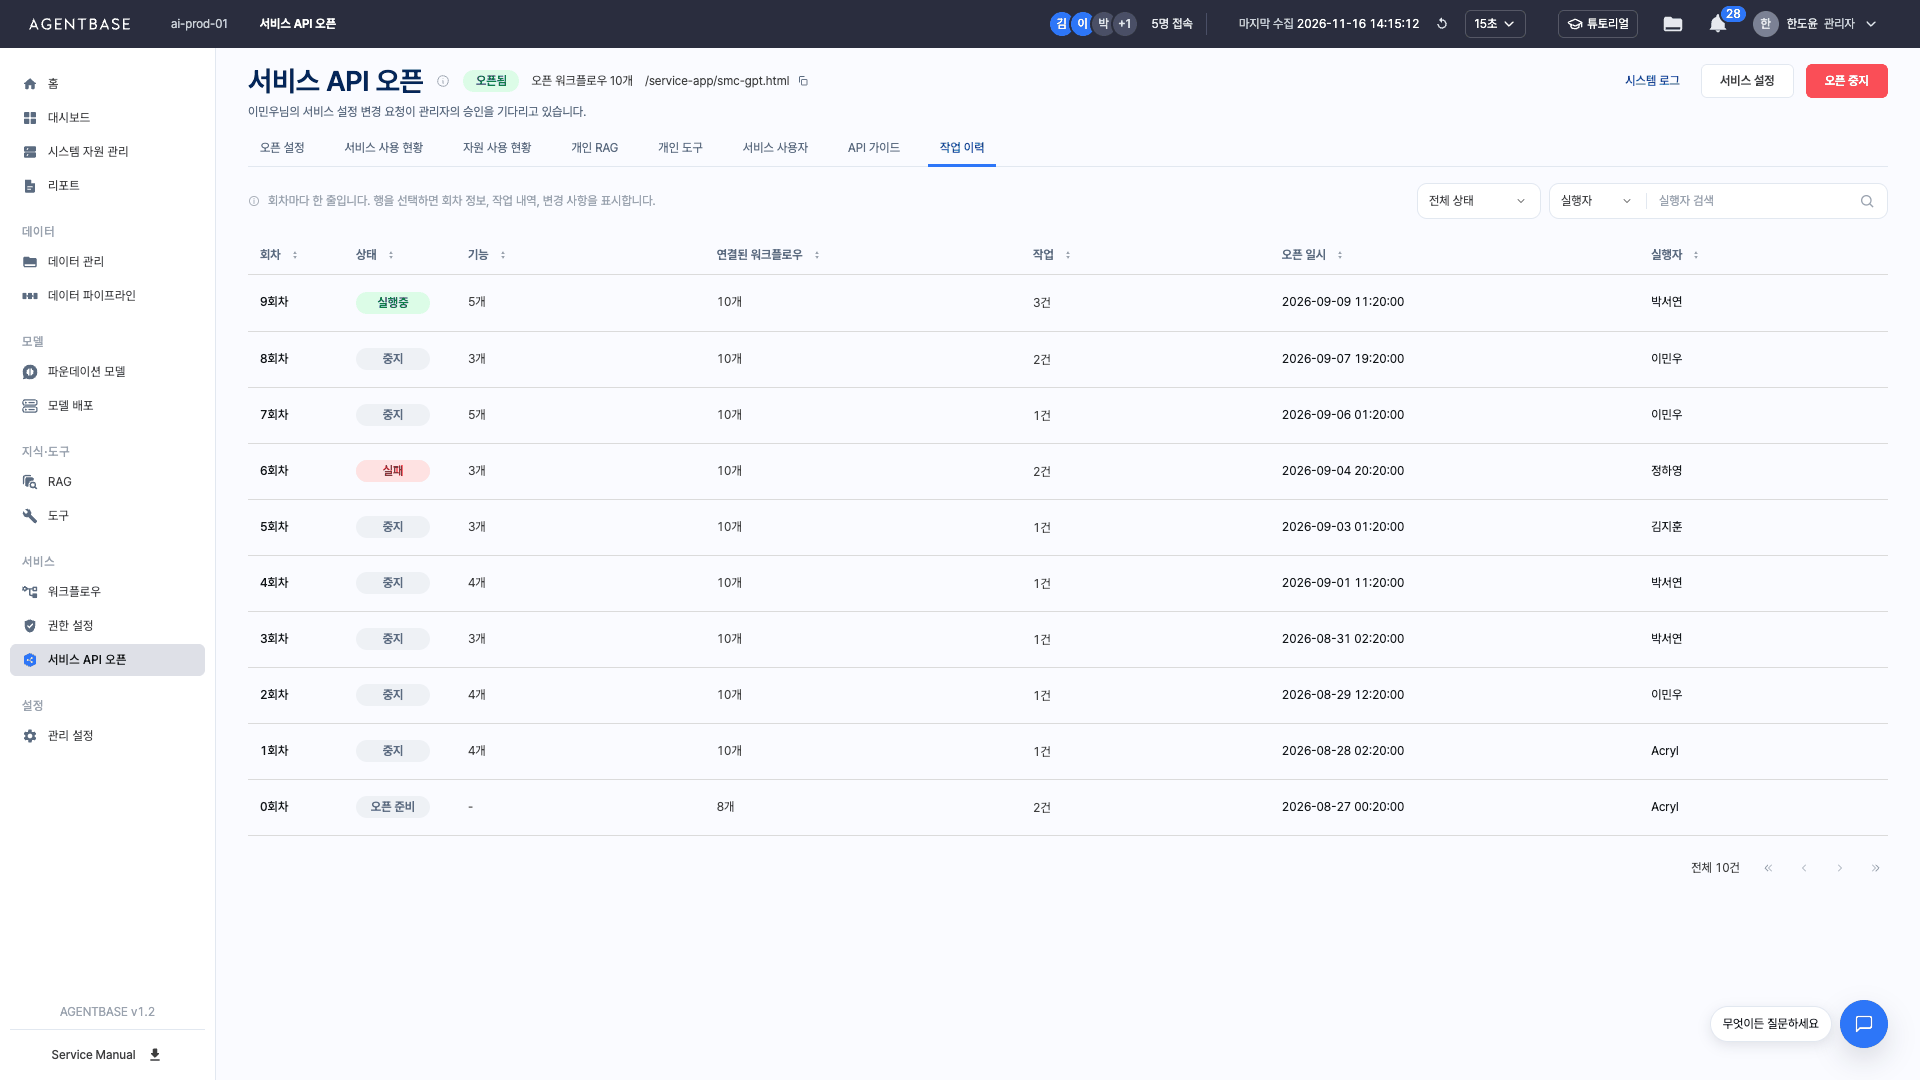 AGENTBASE ai-prod-01 서비스 API 오픈 김 이 박 +1 5명 접속 마지막 수집 2026-11-16 14:15:12 15초 튜토리얼 28 한 한도윤 관리자
홈
대시보드
시스템 자원 관리
리포트
데이터
데이터 관리
데이터 파이프라인
모델
파운데이션 모델
모델 배포
지식·도구
RAG
도구
서비스
워크플로우
권한 설정
서비스 API 오픈
설정
관리 설정
AGENTBASE v1.2
Service Manual
서비스 API 오픈 오픈됨 오픈 워크플로우 10개 /service-app/smc-gpt.html 시스템 로그 서비스 설정 오픈 중지
이민우님의 서비스 설정 변경 요청이 관리자의 승인을 기다리고 있습니다.
오픈 설정 서비스 사용 현황 자원 사용 현황 개인 RAG 개인 도구 서비스 사용자 API 가이드 작업 이력
회차마다 한 줄입니다. 행을 선택하면 회차 정보, 작업 내역, 변경 사항을 표시합니다. 전체 상태 실행자 실행자 검색
회차 상태 기능 연결된 워크플로우 작업 오픈 일시 실행자
9회차 실행중 5개 10개 3건 2026-09-09 11:20:00 박서연
8회차 중지 3개 10개 2건 2026-09-07 19:20:00 이민우
7회차 중지 5개 10개 1건 2026-09-06 01:20:00 이민우
6회차 실패 3개 10개 2건 2026-09-04 20:20:00 정하영
5회차 중지 3개 10개 1건 2026-09-03 01:20:00 김지훈
4회차 중지 4개 10개 1건 2026-09-01 11:20:00 박서연
3회차 중지 3개 10개 1건 2026-08-31 02:20:00 박서연
2회차 중지 4개 10개 1건 2026-08-29 12:20:00 이민우
1회차 중지 4개 10개 1건 2026-08-28 02:20:00 Acryl
0회차 오픈 준비 - 8개 2건 2026-08-27 00:20:00 Acryl
전체 10건
무엇이든 질문하세요